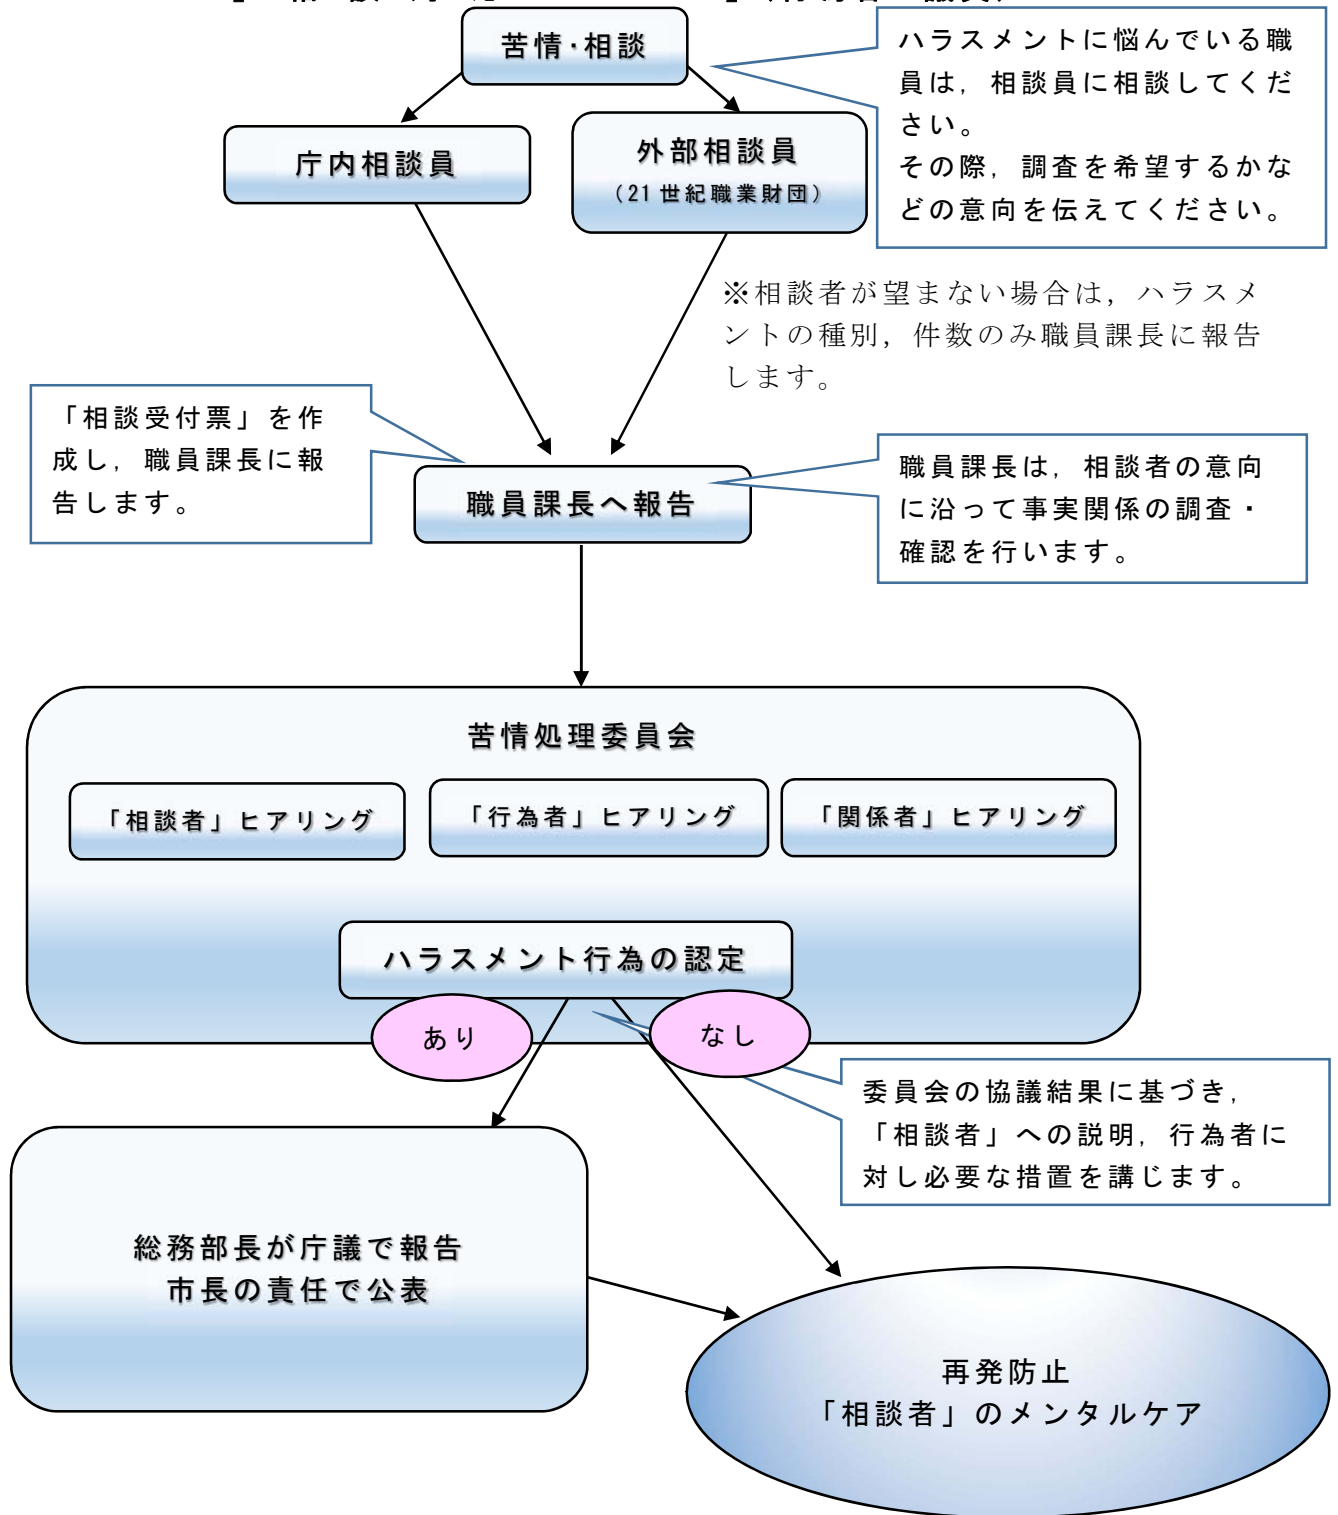 苦情・相談
ハラスメントに悩んでいる職
員は，相談員に相談してくだ
さい。
その際，調査を希望するかな
どの意向を伝えてください。
庁内相談員
外部相談員
（21世紀職業財団）
※相談者が望まない場合は，ハラスメ
ントの種別，件数のみ職員課長に報告
します。
「相談受付票」を作
成し，職員課長に報
告します。
職員課長へ報告
職員課長は，相談者の意向
に沿って事実関係の調査・
確認を行います。
苦情処理委員会
「相談者」ヒアリング
「行為者」ヒアリング
「関係者」ヒアリング
ハラスメント行為の認定
あり
なし
委員会の協議結果に基づき，
「相談者」への説明，行為者に
対し必要な措置を講じます。
総務部長が庁議で報告
市長の責任で公表
再発防止
「相談者」のメンタルケア